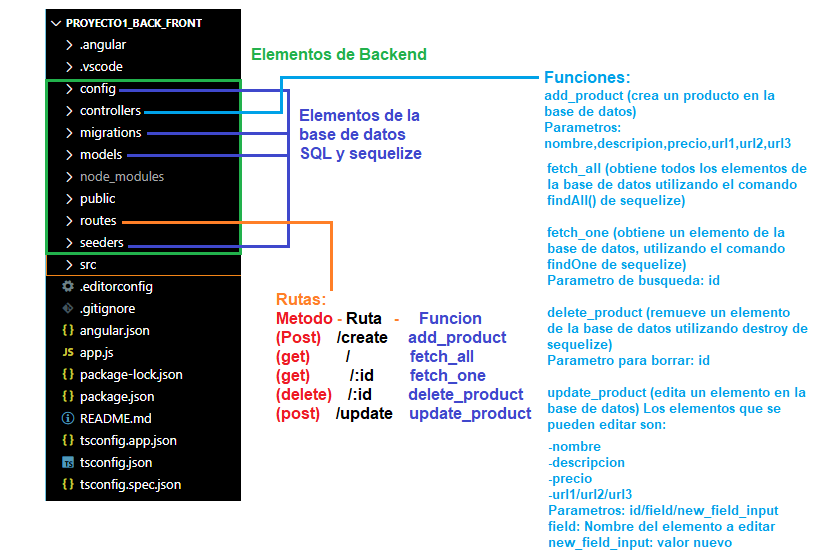 PROYECTO1_BACK_FRONT
.angular
.vscode
config
controllers
migrations
models
node_modules
public
routes
seeders
src
.editorconfig
.gitignore
angular.json
app.js
package-lock.json
package.json
README.md
tsconfig.app.json
tsconfig.json
tsconfig.spec.json
Elementos de Backend
Elementos de la
base de datos
SQL y sequelize
Rutas:
Metodo - Ruta - Funcion
(Post) /create add_product
(get) / fetch_all
(get) /:id fetch_one
(delete) /:id delete_product
(post) /update update_product
Funciones:
add_product (crea un producto en la
base de datos)
Parametros:
nombre,descripion,precio,url1,url2,url3
fetch_all (obtiene todos los elementos de
la base de datos utilizando el comando
findAll() de sequelize)
fetch_one (obtiene un elemento de la
base de datos, utilizando el comando
findOne de sequelize)
Parametro de busqueda: id
delete_product (remueve un elemento
de la base de datos utilizando destroy de
sequelize)
Parametro para borrar: id
update_product (edita un elemento en la
base de datos) Los elementos que se
pueden editar son:
-nombre
-descripcion
-precio
-url1/url2/url3
Parametros: id/field/new_field_input
field: Nombre del elemento a editar
new_field_input: valor nuevo